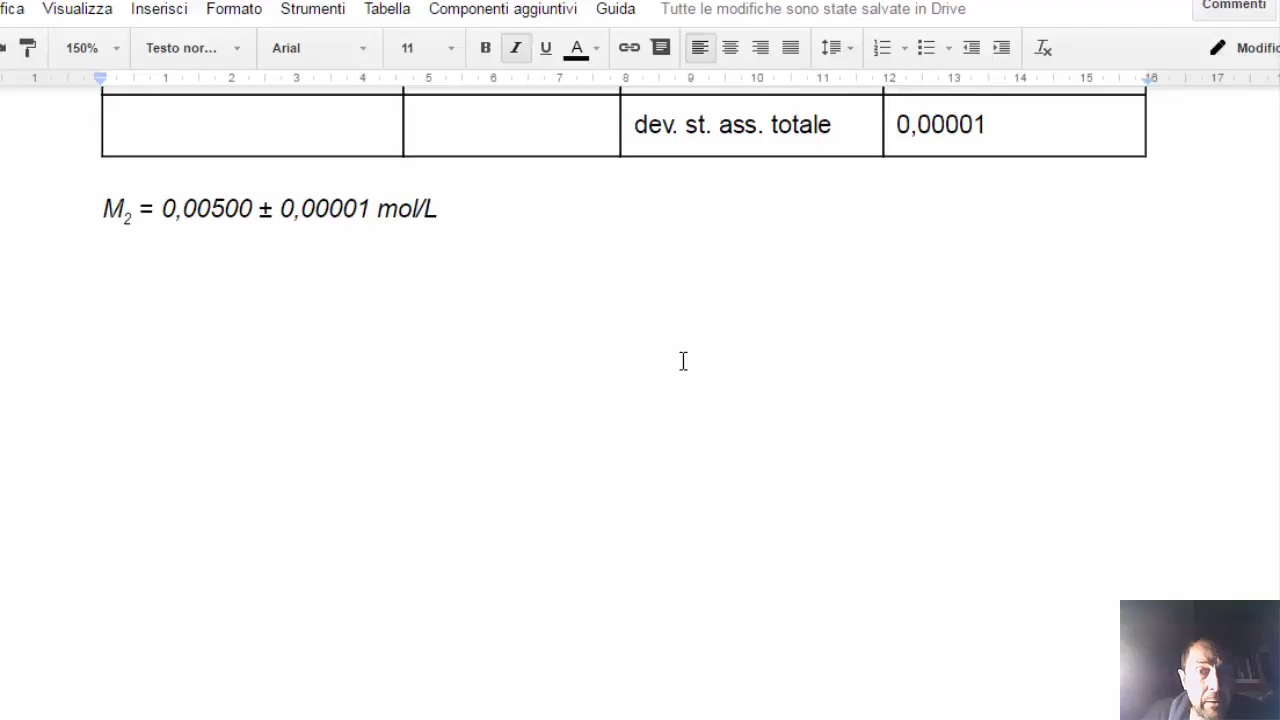 fica Visualizza Inserisci Formato Strumenti Tabella Componenti aggiuntivi Guida Tutte le modifiche sono state salvate in Drive Commenti
150% Testo nor... Arial 11 B I U A Modific
1 1 2 3 4 5 6 7 8 9 10 11 12 13 14 15 16 17
dev. st. ass. totale 0,00001
M2 = 0,00500 ± 0,00001 mol/L